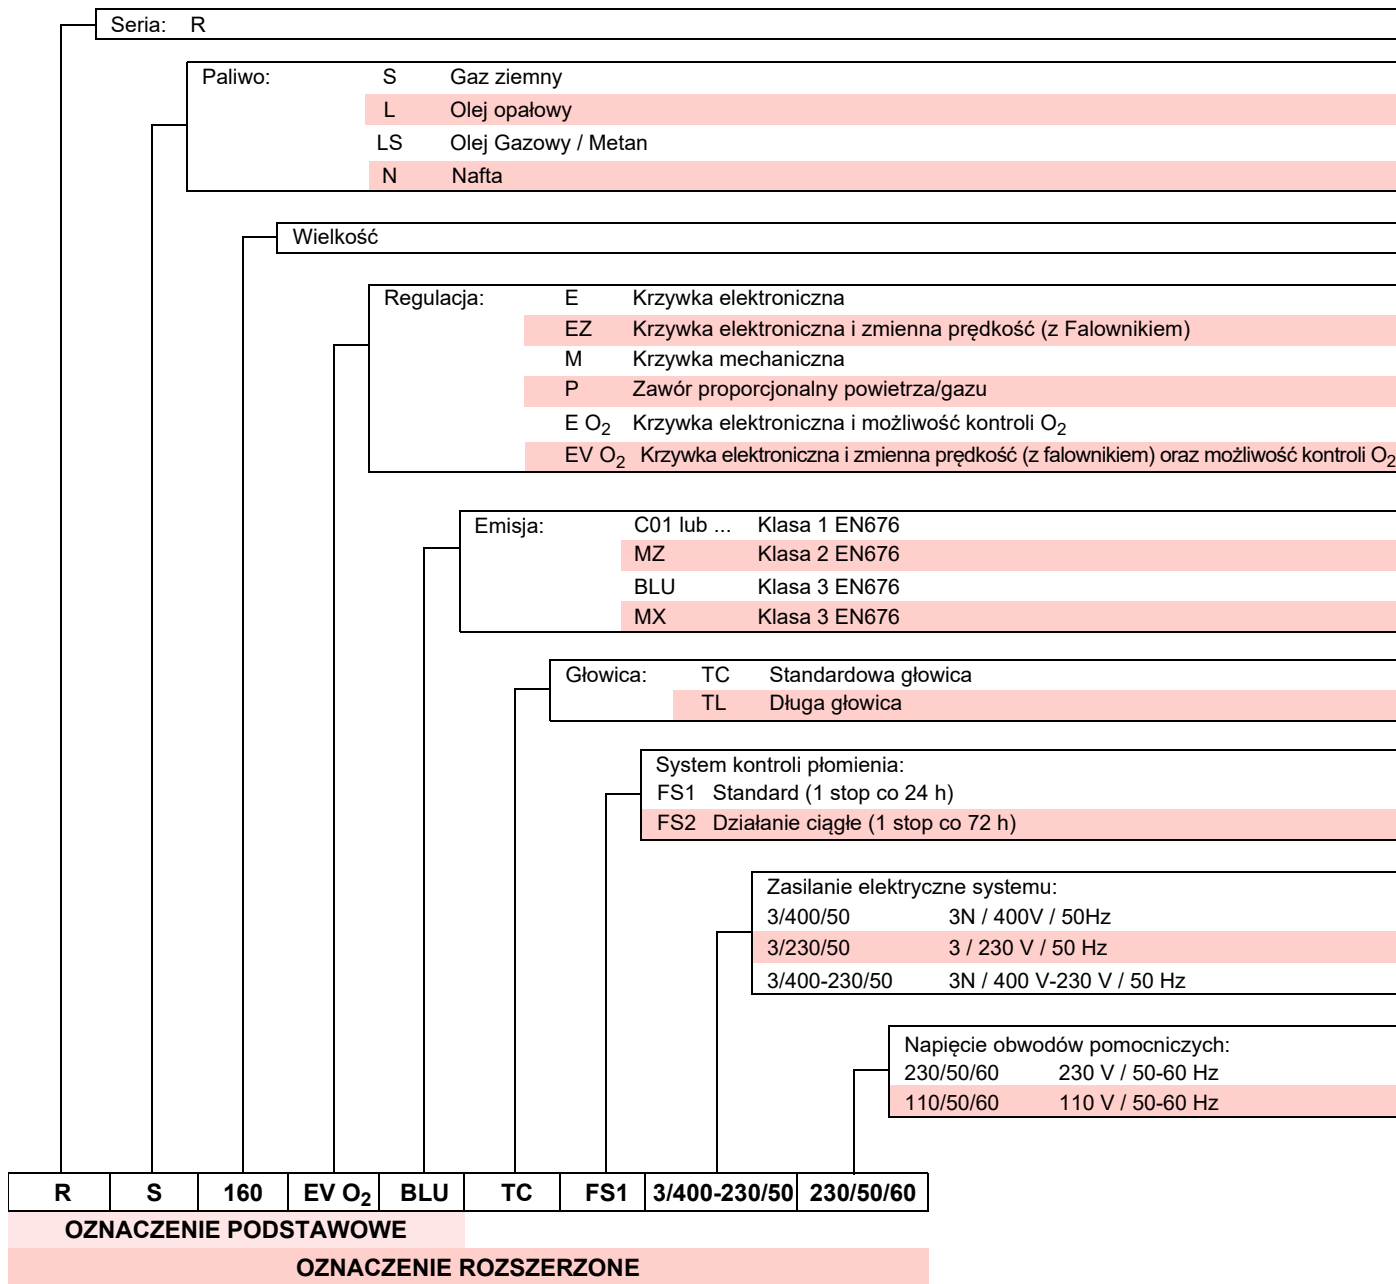 Seria: R
Paliwo: S Gaz ziemny
L Olej opałowy
LS Olej Gazowy / Metan
N Nafta
Wielkość
Regulacja: E Krzywka elektroniczna
EZ Krzywka elektroniczna i zmienna prędkość (z Falownikiem)
M Krzywka mechaniczna
P Zawór proporcjonalny powietrza/gazu
E O₂ Krzywka elektroniczna i możliwość kontroli O₂
EV O₂ Krzywka elektroniczna i zmienna prędkość (z falownikiem) oraz możliwość kontroli O₂
Emisja: C01 lub ... Klasa 1 EN676
MZ Klasa 2 EN676
BLU Klasa 3 EN676
MX Klasa 3 EN676
Głowica: TC Standardowa głowica
TL Długa głowica
System kontroli płomienia:
FS1 Standard (1 stop co 24 h)
FS2 Działanie ciągłe (1 stop co 72 h)
Zasilanie elektryczne systemu:
3/400/50 3N / 400V / 50Hz
3/230/50 3 / 230 V / 50 Hz
3/400-230/50 3N / 400 V-230 V / 50 Hz
Napięcie obwodów pomocniczych:
230/50/60 230 V / 50-60 Hz
110/50/60 110 V / 50-60 Hz
R S 160 EV O₂ BLU TC FS1 3/400-230/50 230/50/60
OZNACZENIE PODSTAWOWE
OZNACZENIE ROZSZERZONE